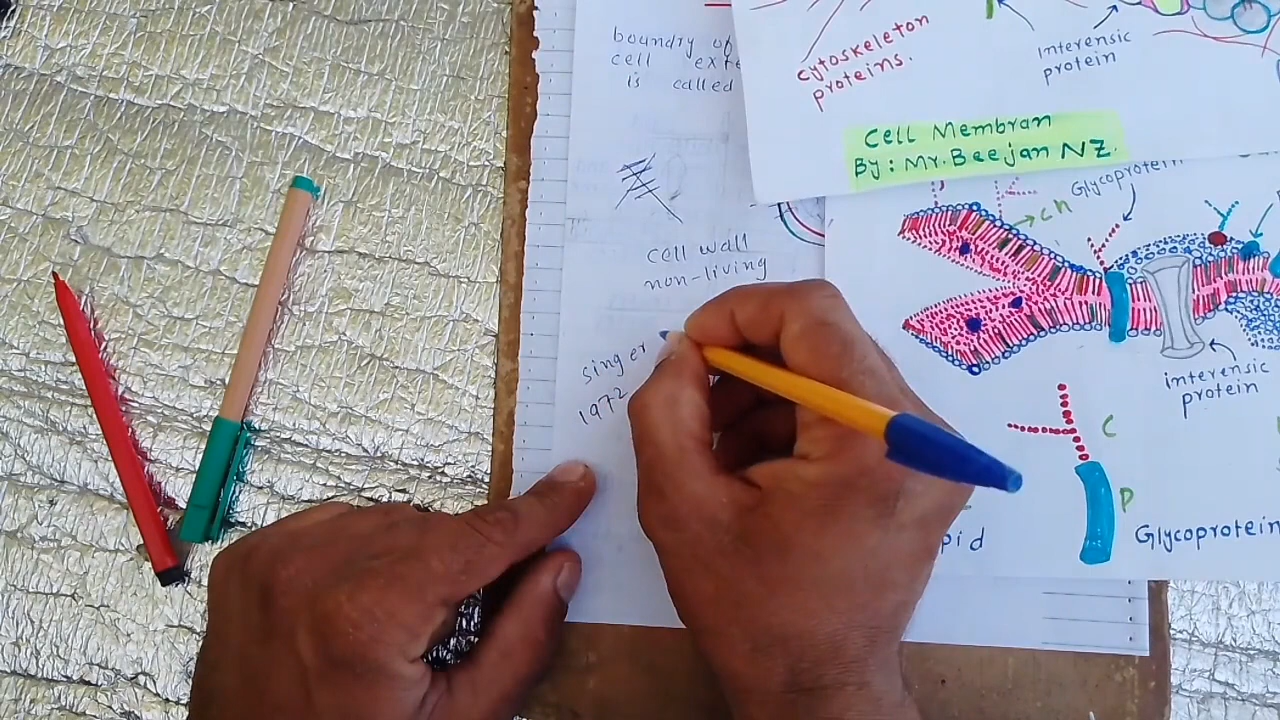 boundry of
cell exte
is called
cell wall
non-living
singer
1972
cytoskeleton
proteins.
Interensic
protein
Cell Membran
By: Mr. Beejan NZ.
Glycoprotein
ch
interensic
protein
C
P
pid
Glycoprotein